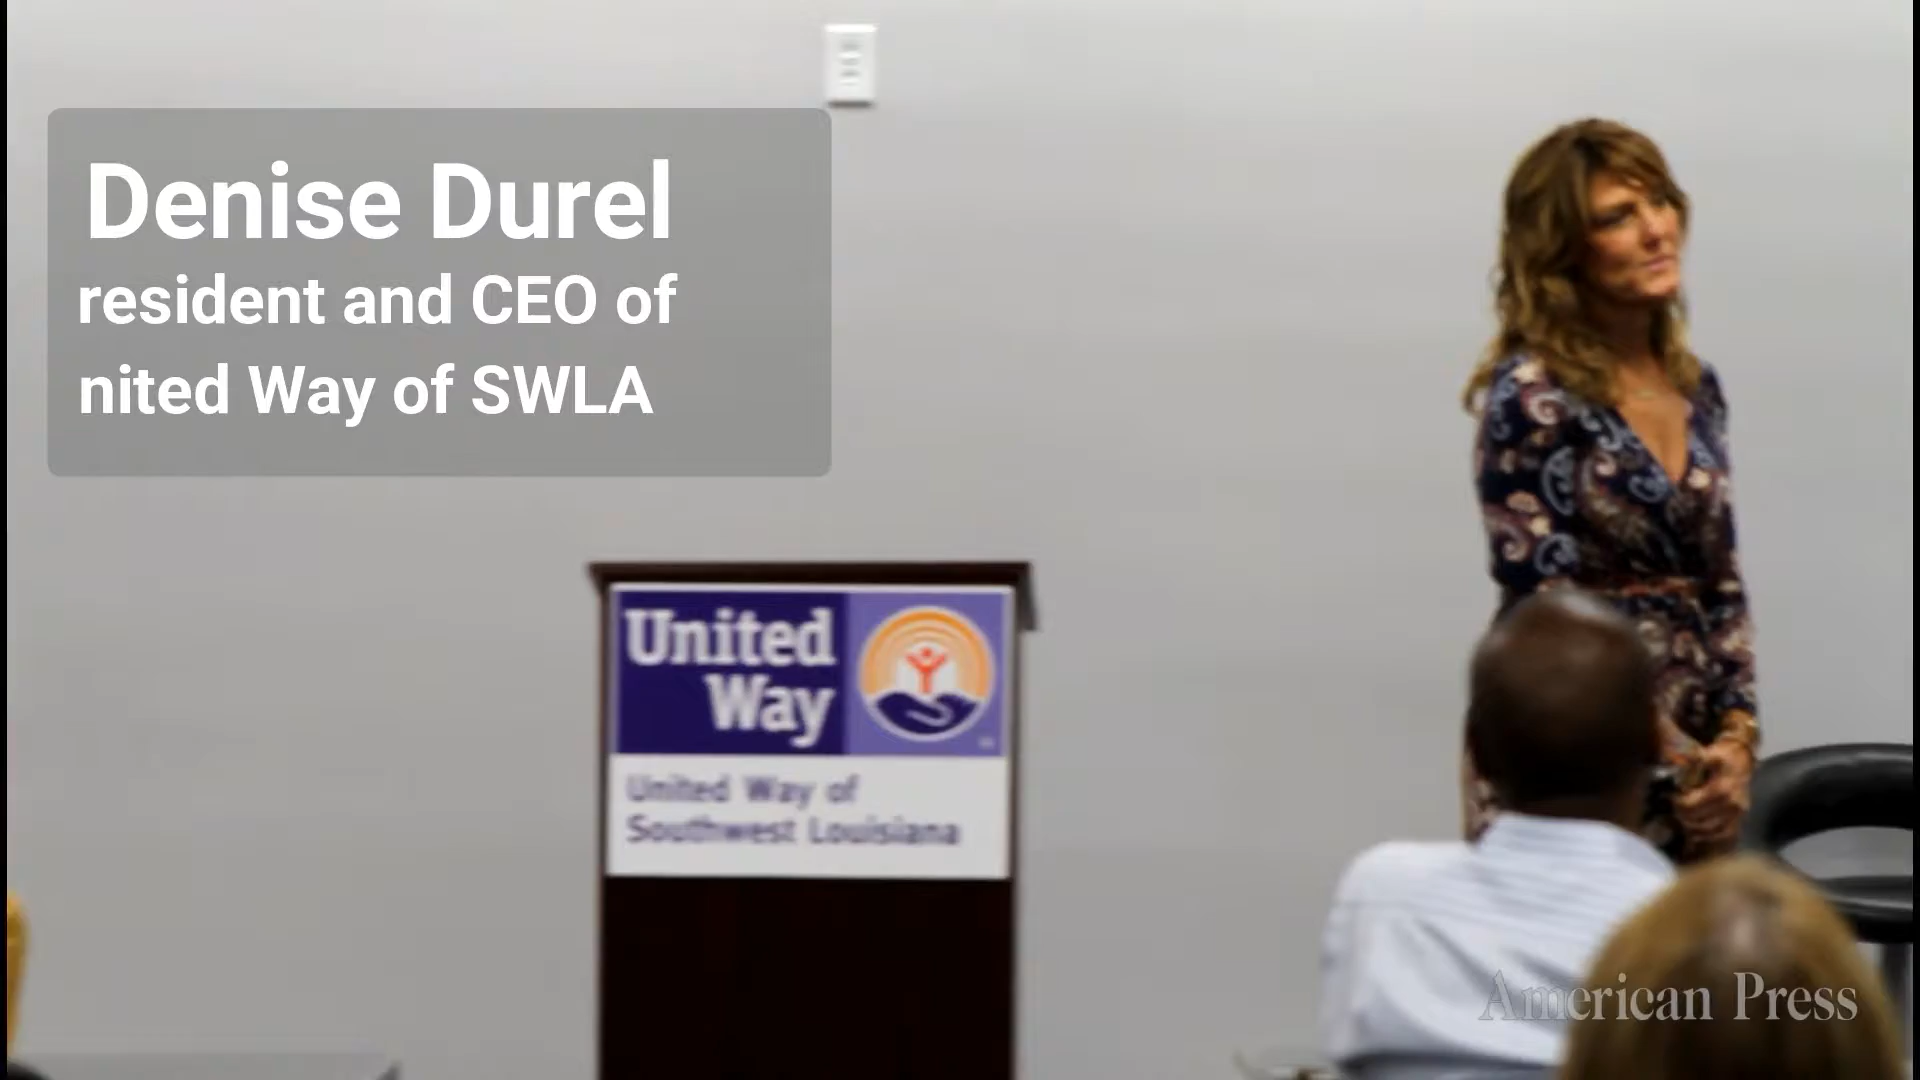 Denise Durel
resident and CEO of
nited Way of SWLA
United
Way
United Way of
Southwest Louisiana
American Press